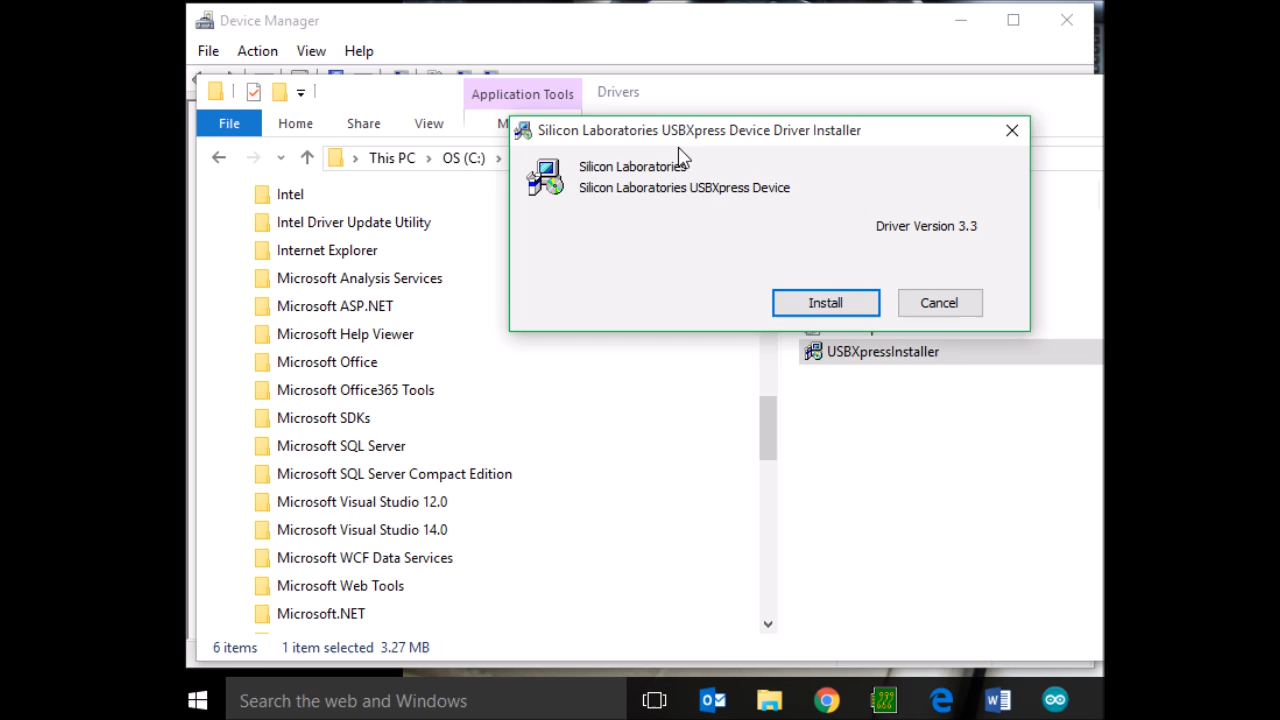 Device Manager
File Action View Help
Application Tools Drivers
File Home Share View M
Silicon Laboratories USBXpress Device Driver Installer
This PC OS (C:)
Silicon Laboratories
Silicon Laboratories USBXpress Device
Driver Version 3.3
Install Cancel
Intel
Intel Driver Update Utility
Internet Explorer
Microsoft Analysis Services
Microsoft ASP.NET
Microsoft Help Viewer
Microsoft Office
Microsoft Office365 Tools
Microsoft SDKs
Microsoft SQL Server
Microsoft SQL Server Compact Edition
Microsoft Visual Studio 12.0
Microsoft Visual Studio 14.0
Microsoft WCF Data Services
Microsoft Web Tools
Microsoft.NET
USBXpressInstaller
6 items 1 item selected 3.27 MB
Search the web and Windows